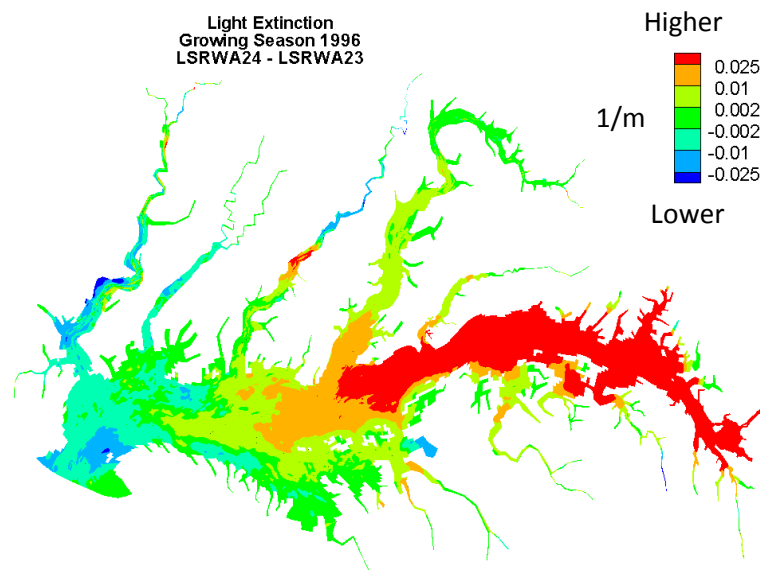 Light Extinction
Growing Season 1996
LSRWA24 - LSRWA23
Higher
1/m
0.025
0.01
0.002
-0.002
-0.01
-0.025
Lower